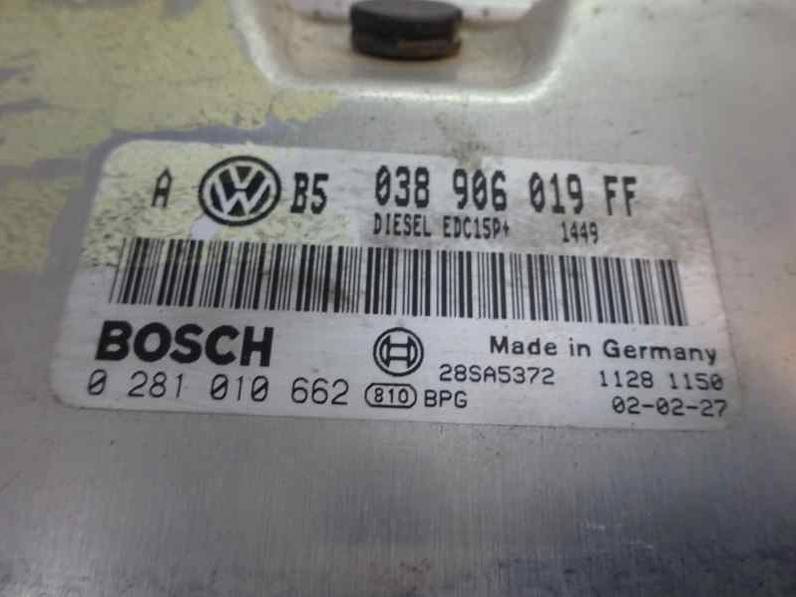 A VW B5 038 906 019 FF
DIESEL EDC15P+ 1449
BOSCH
Made in Germany
28SA5372 1128 1150
0 281 010 662 810 BPG 02-02-27